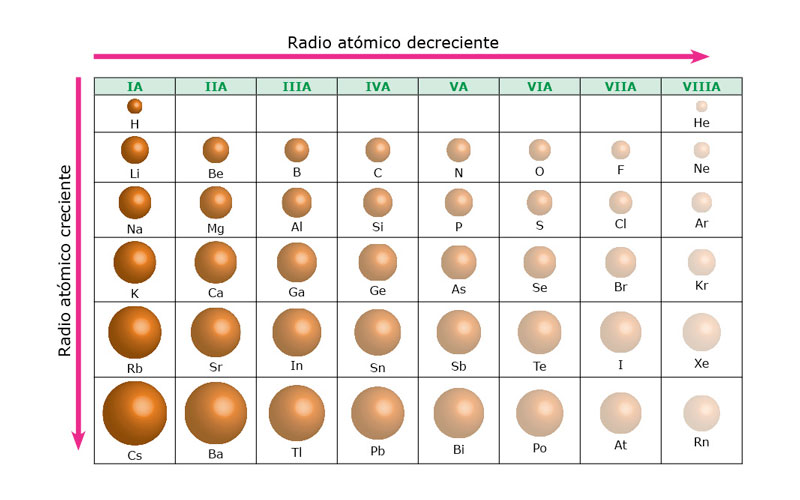 Radio atómico decreciente
Radio atómico creciente
IA IIA IIIA IVA VA VIA VIIA VIIIA
H He
Li Be B C N O F Ne
Na Mg Al Si P S Cl Ar
K Ca Ga Ge As Se Br Kr
Rb Sr In Sn Sb Te I Xe
Cs Ba Tl Pb Bi Po At Rn